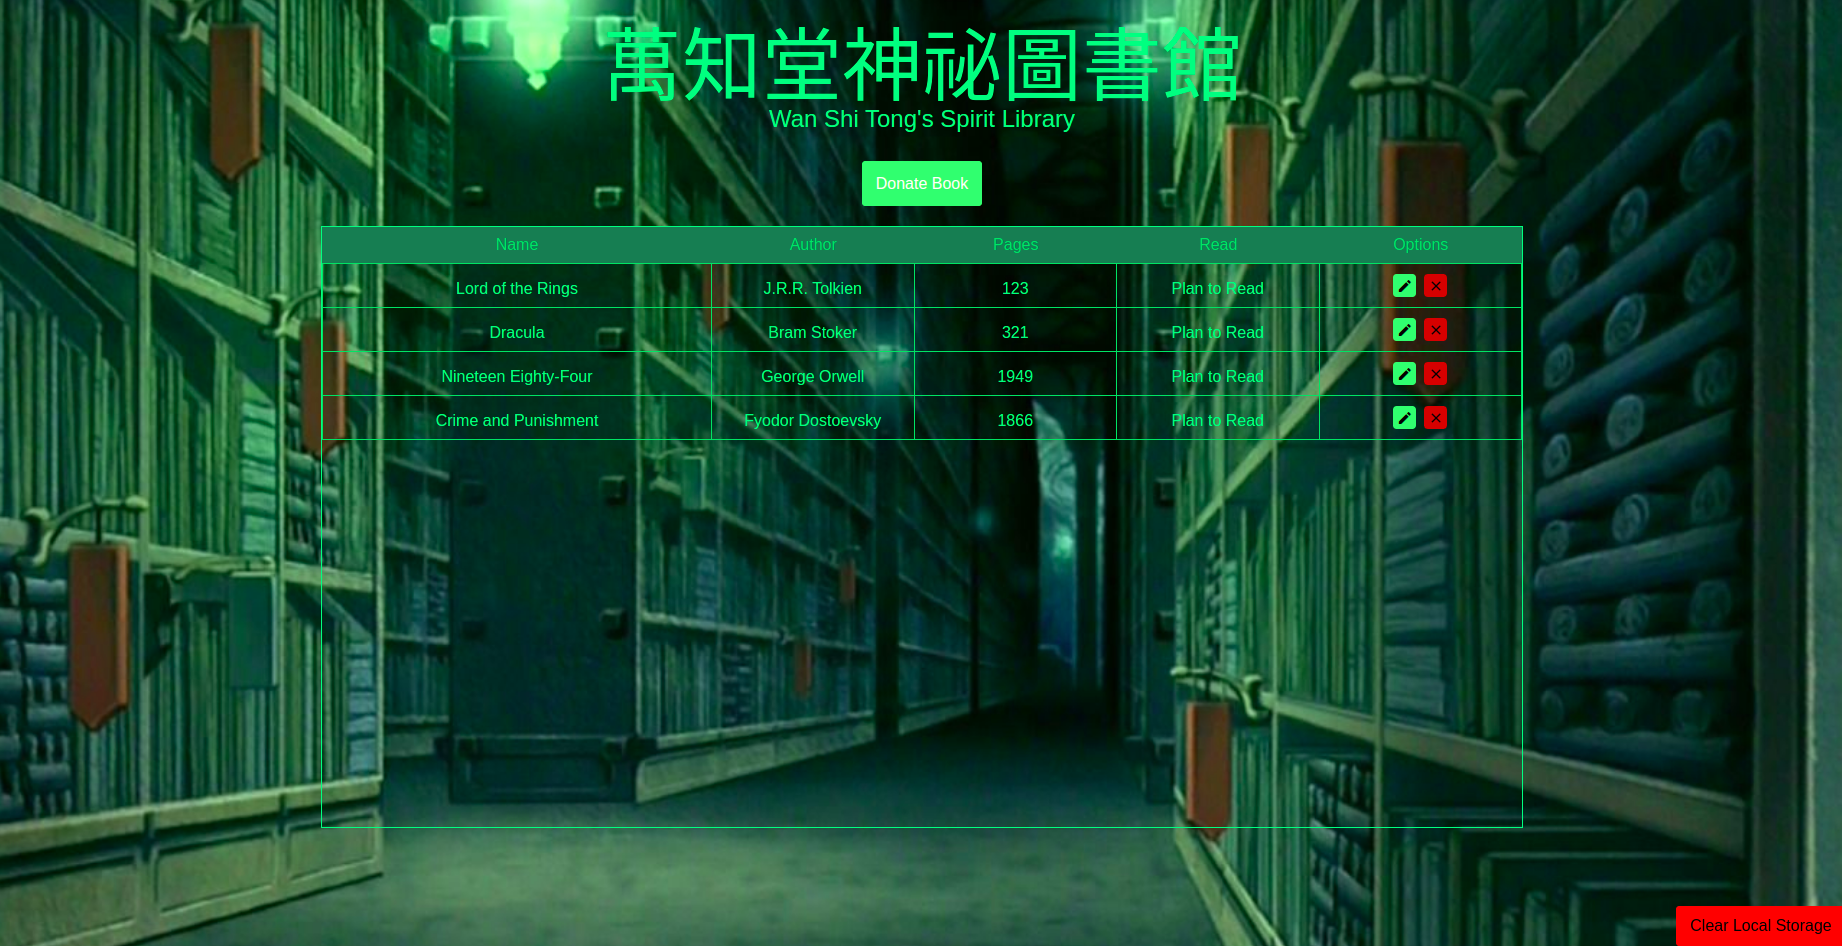 萬知堂神祕圖書館
Wan Shi Tong's Spirit Library
Donate Book
Name Author Pages Read Options
Lord of the Rings J.R.R. Tolkien 123 Plan to Read
Dracula Bram Stoker 321 Plan to Read
Nineteen Eighty-Four George Orwell 1949 Plan to Read
Crime and Punishment Fyodor Dostoevsky 1866 Plan to Read
Clear Local Storage